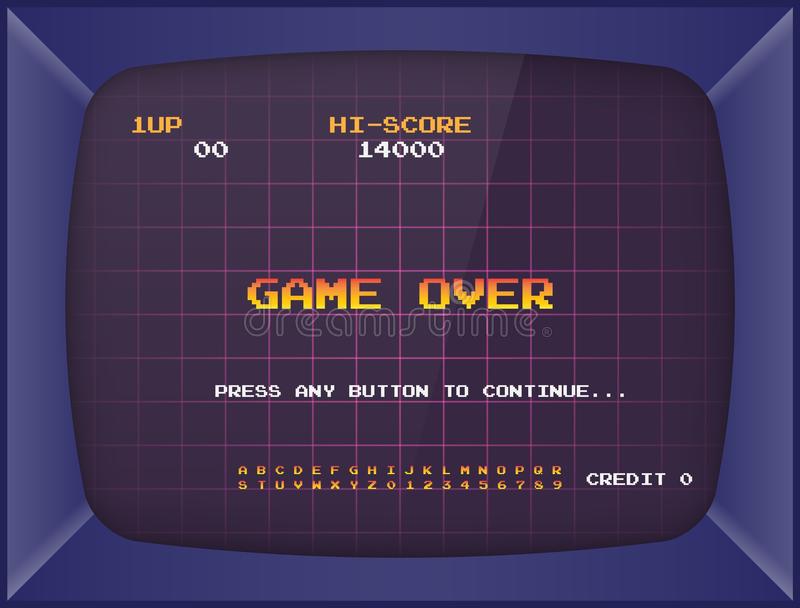 1UP HI-SCORE
00 14000
GAME OVER
dreamstime®
PRESS ANY BUTTON TO CONTINUE...
A B C D E F G H I J K L M N O P Q R
S T U V W X Y Z 0 1 2 3 4 5 6 7 8 9
CREDIT 0